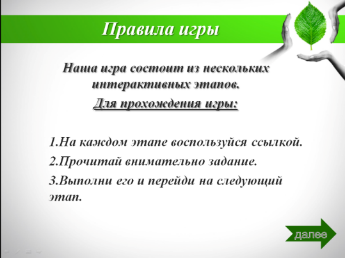 Правила игры
Наша игра состоит из нескольких
интерактивных этапов.
Для прохождения игры:
1.На каждом этапе воспользуйся ссылкой.
2.Прочитай внимательно задание.
3.Выполни его и перейди на следующий
этап.
далее